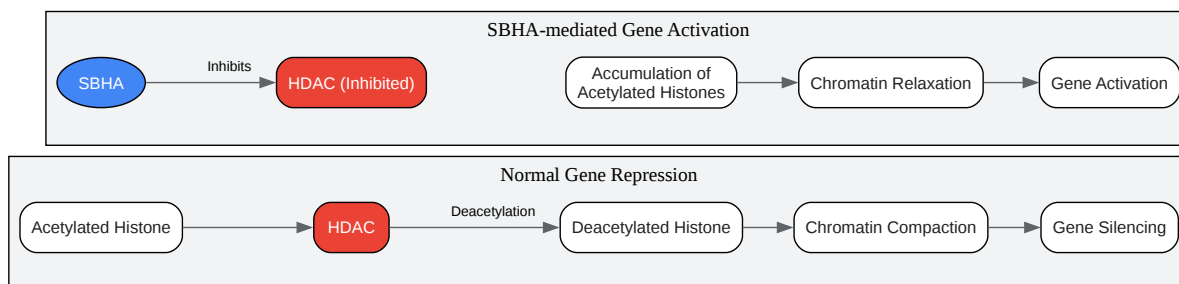 SBHA-mediated Gene Activation
SBHA
Inhibits
HDAC (Inhibited)
Accumulation of
Acetylated Histones
Chromatin Relaxation
Gene Activation
Normal Gene Repression
Acetylated Histone
HDAC
Deacetylation
Deacetylated Histone
Chromatin Compaction
Gene Silencing